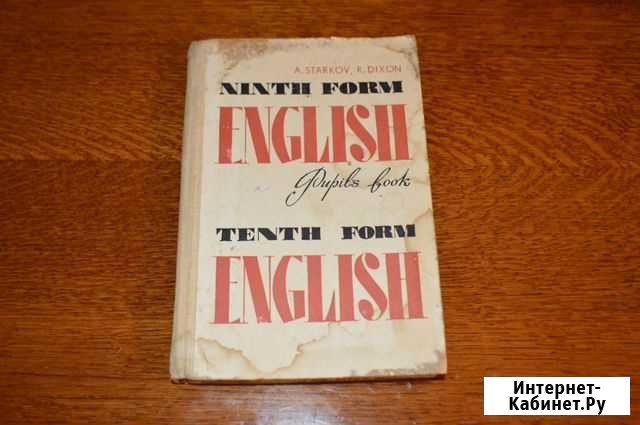 A. STARKOV, R. DIXON
NINTH FORM
ENGLISH
Pupil's book
TENTH FORM
ENGLISH
Интернет-
Кабинет.Ру